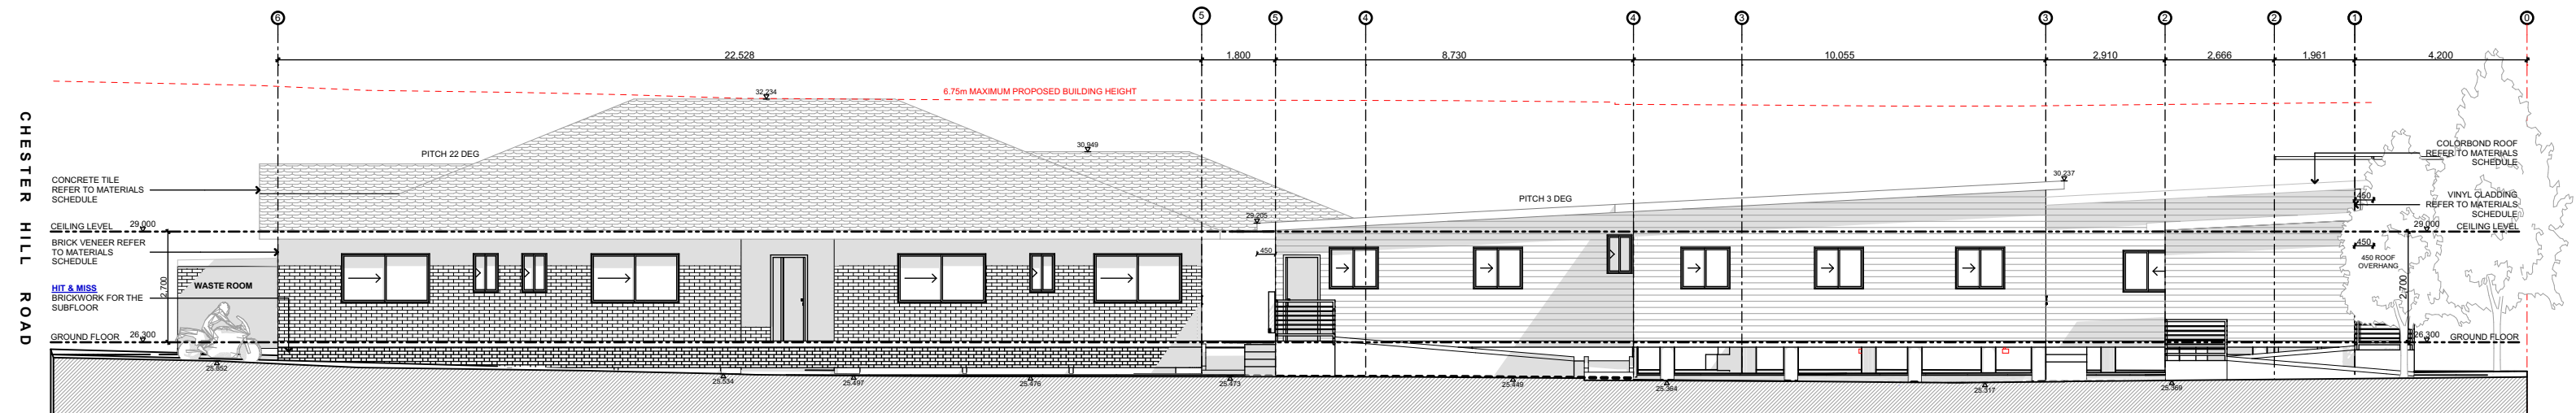 6
5
5
4
4
3
3
2
2
1
0
22,528
1,800
8,730
10,055
2,910
2,666
1,961
4,200
6.75m MAXIMUM PROPOSED BUILDING HEIGHT
32,234
30,949
30,237
29,205
PITCH 22 DEG
PITCH 3 DEG
CHESTER HILL ROAD
CONCRETE TILE
REFER TO MATERIALS
SCHEDULE
CEILING LEVEL 29,000
BRICK VENEER REFER
TO MATERIALS
SCHEDULE
HIT & MISS
BRICKWORK FOR THE
SUBFLOOR
GROUND FLOOR 26,300
2,700
WASTE ROOM
450
COLORBOND ROOF
REFER TO MATERIALS
SCHEDULE
450
VINYL CLADDING
REFER TO MATERIALS
SCHEDULE
29,000
CEILING LEVEL
450
450 ROOF
OVERHANG
2,700
26,300
GROUND FLOOR
25.852
25.534
25.497
25.476
25.473
25.449
25.364
25.317
25.369